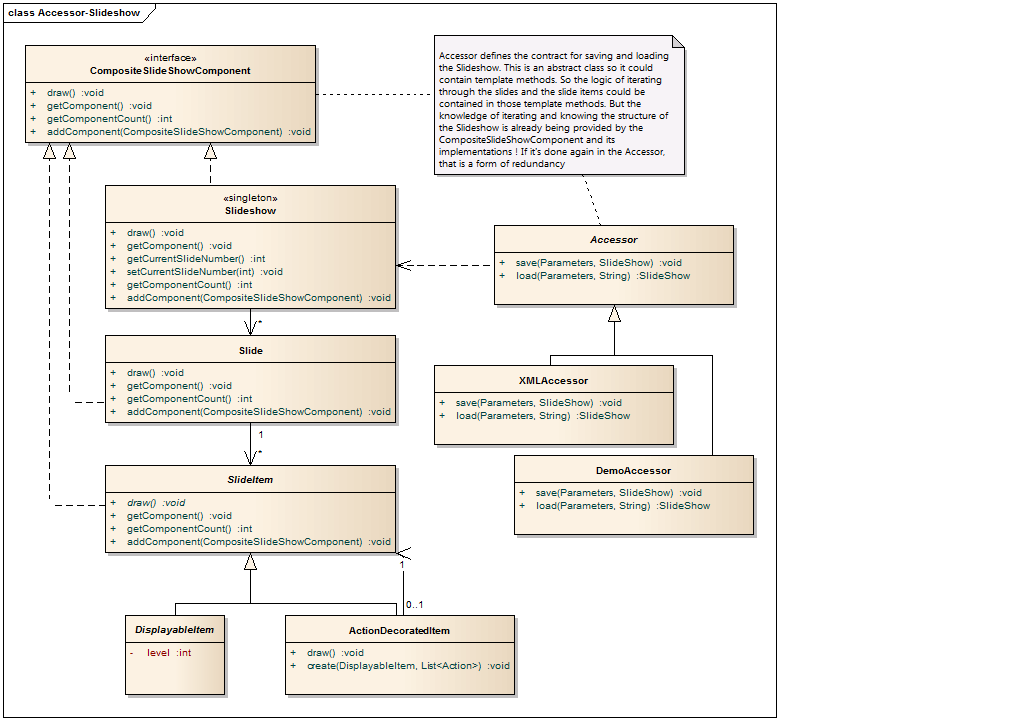 class Accessor-Slideshow
«interface»
CompositeSlideShowComponent
+ draw() :void
+ getComponent() :void
+ getComponentCount() :int
+ addComponent(CompositeSlideShowComponent) :void
Accessor defines the contract for saving and loading
the Slideshow. This is an abstract class so it could
contain template methods. So the logic of iterating
through the slides and the slide items could be
contained in those template methods. But the
knowledge of iterating and knowing the structure of
the Slideshow is already being provided by the
CompositeSlideShowComponent and its
implementations ! If it's done again in the Accessor,
that is a form of redundancy
«singleton»
Slideshow
+ draw() :void
+ getComponent() :void
+ getCurrentSlideNumber() :int
+ setCurrentSlideNumber(int) :void
+ getComponentCount() :int
+ addComponent(CompositeSlideShowComponent) :void
Accessor
+ save(Parameters, SlideShow) :void
+ load(Parameters, String) :SlideShow
*
Slide
+ draw() :void
+ getComponent() :void
+ getComponentCount() :int
+ addComponent(CompositeSlideShowComponent) :void
XMLAccessor
+ save(Parameters, SlideShow) :void
+ load(Parameters, String) :SlideShow
1
*
DemoAccessor
+ save(Parameters, SlideShow) :void
+ load(Parameters, String) :SlideShow
SlideItem
+ draw() :void
+ getComponent() :void
+ getComponentCount() :int
+ addComponent(CompositeSlideShowComponent) :void
1
0..1
DisplayableItem
- level :int
ActionDecoratedItem
+ draw() :void
+ create(DisplayableItem, List<Action>) :void